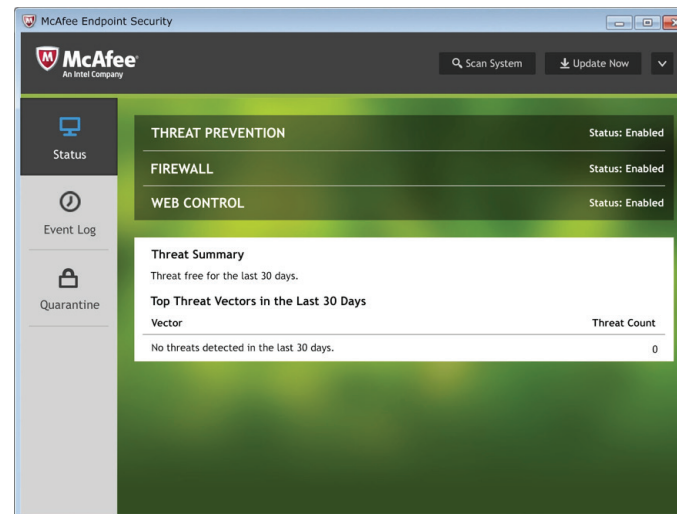 McAfee Endpoint Security
McAfee
An Intel Company
Scan System
Update Now
Status
Event Log
Quarantine
THREAT PREVENTION Status: Enabled
FIREWALL Status: Enabled
WEB CONTROL Status: Enabled
Threat Summary
Threat free for the last 30 days.
Top Threat Vectors in the Last 30 Days
Vector Threat Count
No threats detected in the last 30 days. 0